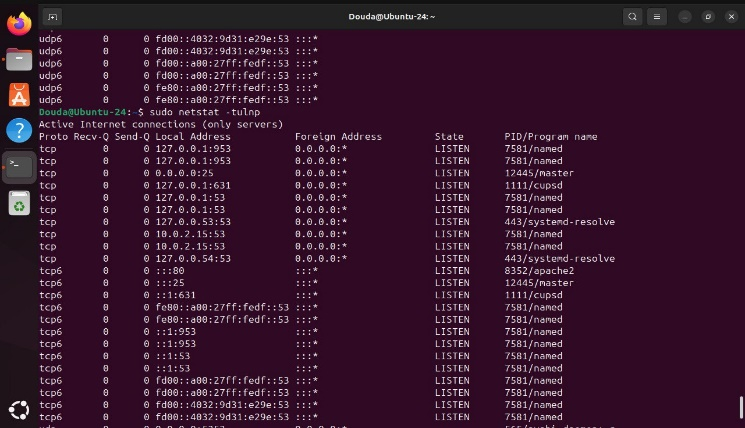 Douda@Ubuntu-24: ~
udp6 0 0 fd00::4032:9d31:e29e:53 :::*
udp6 0 0 fd00::4032:9d31:e29e:53 :::*
udp6 0 0 fd00::a00:27ff:fedf::53 :::*
udp6 0 0 fd00::a00:27ff:fedf::53 :::*
udp6 0 0 fe80::a00:27ff:fedf::53 :::*
udp6 0 0 fe80::a00:27ff:fedf::53 :::*
Douda@Ubuntu-24:~$ sudo netstat -tulnp
Active Internet connections (only servers)
Proto Recv-Q Send-Q Local Address Foreign Address State PID/Program name
tcp 0 0 127.0.0.1:953 0.0.0.0:* LISTEN 7581/named
tcp 0 0 127.0.0.1:953 0.0.0.0:* LISTEN 7581/named
tcp 0 0 0.0.0.0:25 0.0.0.0:* LISTEN 12445/master
tcp 0 0 127.0.0.1:631 0.0.0.0:* LISTEN 1111/cupsd
tcp 0 0 127.0.0.1:53 0.0.0.0:* LISTEN 7581/named
tcp 0 0 127.0.0.1:53 0.0.0.0:* LISTEN 7581/named
tcp 0 0 127.0.0.53:53 0.0.0.0:* LISTEN 443/systemd-resolve
tcp 0 0 10.0.2.15:53 0.0.0.0:* LISTEN 7581/named
tcp 0 0 10.0.2.15:53 0.0.0.0:* LISTEN 7581/named
tcp 0 0 127.0.0.54:53 0.0.0.0:* LISTEN 443/systemd-resolve
tcp6 0 0 :::80 :::* LISTEN 8352/apache2
tcp6 0 0 :::25 :::* LISTEN 12445/master
tcp6 0 0 ::1:631 :::* LISTEN 1111/cupsd
tcp6 0 0 fe80::a00:27ff:fedf::53 :::* LISTEN 7581/named
tcp6 0 0 fe80::a00:27ff:fedf::53 :::* LISTEN 7581/named
tcp6 0 0 ::1:953 :::* LISTEN 7581/named
tcp6 0 0 ::1:953 :::* LISTEN 7581/named
tcp6 0 0 ::1:53 :::* LISTEN 7581/named
tcp6 0 0 ::1:53 :::* LISTEN 7581/named
tcp6 0 0 fd00::a00:27ff:fedf::53 :::* LISTEN 7581/named
tcp6 0 0 fd00::a00:27ff:fedf::53 :::* LISTEN 7581/named
tcp6 0 0 fd00::4032:9d31:e29e:53 :::* LISTEN 7581/named
tcp6 0 0 fd00::4032:9d31:e29e:53 :::* LISTEN 7581/named